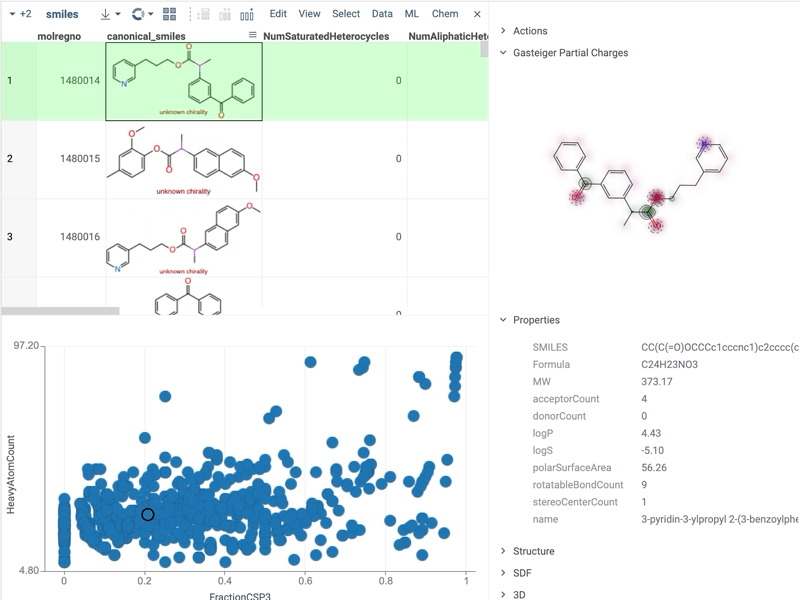 +2 smiles Edit View Select Data ML Chem
molregno canonical_smiles NumSaturatedHeterocycles NumAliphaticHete
1 1480014 unknown chirality 0
2 1480015 unknown chirality 0
3 1480016 unknown chirality 0
0
97.20
HeavyAtomCount
4.80
0 0.2 0.4 0.6 0.8 1
FractionCSP3
Actions
Gasteiger Partial Charges
Properties
SMILES CC(C(=O)OCCCc1cccnc1)c2cccc(c
Formula C24H23NO3
MW 373.17
acceptorCount 4
donorCount 0
logP 4.43
logS -5.10
polarSurfaceArea 56.26
rotatableBondCount 9
stereoCenterCount 1
name 3-pyridin-3-ylpropyl 2-(3-benzoylphe
Structure
SDF
3D